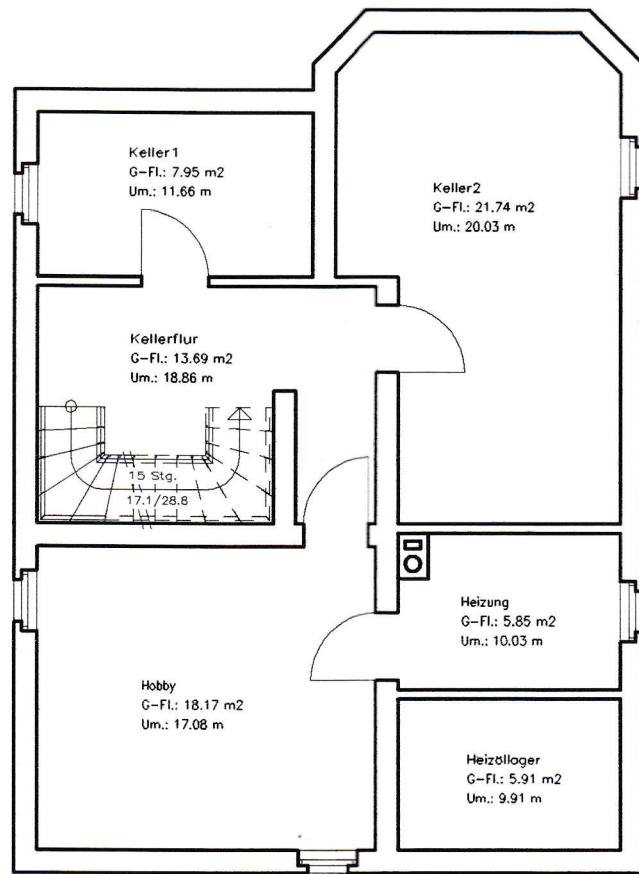 Keller1
G-Fl.: 7.95 m2
Um.: 11.66 m
Keller2
G-Fl.: 21.74 m2
Um.: 20.03 m
Kellerflur
G-Fl.: 13.69 m2
Um.: 18.86 m
15 Stg.
17.1/28.8
Heizung
G-Fl.: 5.85 m2
Um.: 10.03 m
Hobby
G-Fl.: 18.17 m2
Um.: 17.08 m
Heizöllager
G-Fl.: 5.91 m2
Um.: 9.91 m